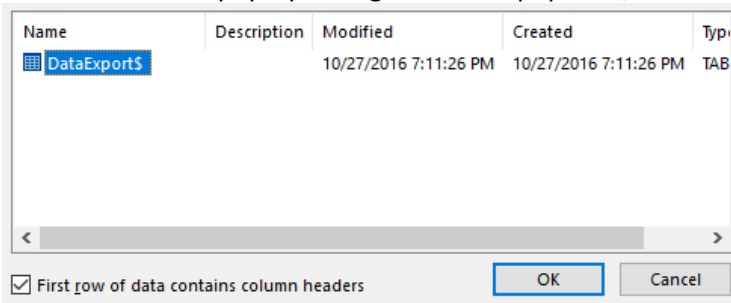 Name Description Modified Created Typ
DataExport$ 10/27/2016 7:11:26 PM 10/27/2016 7:11:26 PM TAB
First row of data contains column headers OK Cancel